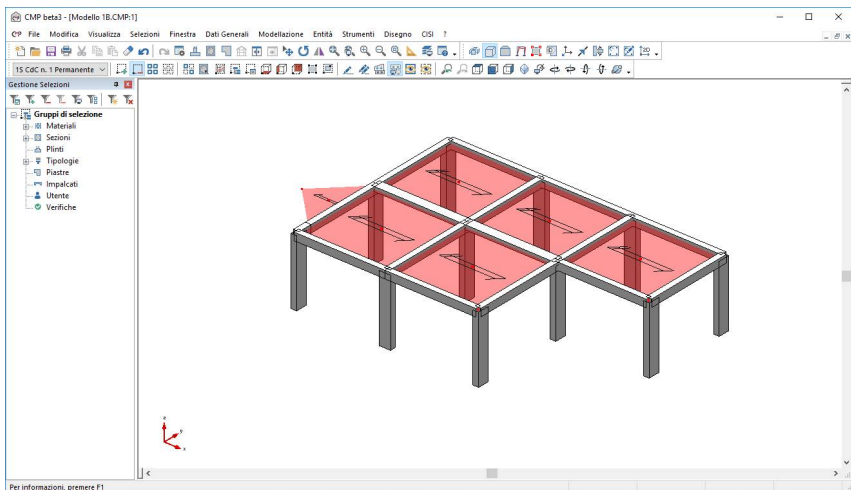 CMP beta3 - [Modello 1B.CMP:1]
File Modifica Visualizza Selezioni Finestra Dati Generali Modellazione Entità Strumenti Disegno CISI ?
15 CdC n. 1 Permanente
Gestione Selezioni
Gruppi di selezione
Materiali
Sezioni
Plinti
Tipologie
Piastre
Impalcati
Utente
Verifiche
z
y
x
Per informazioni, premere F1